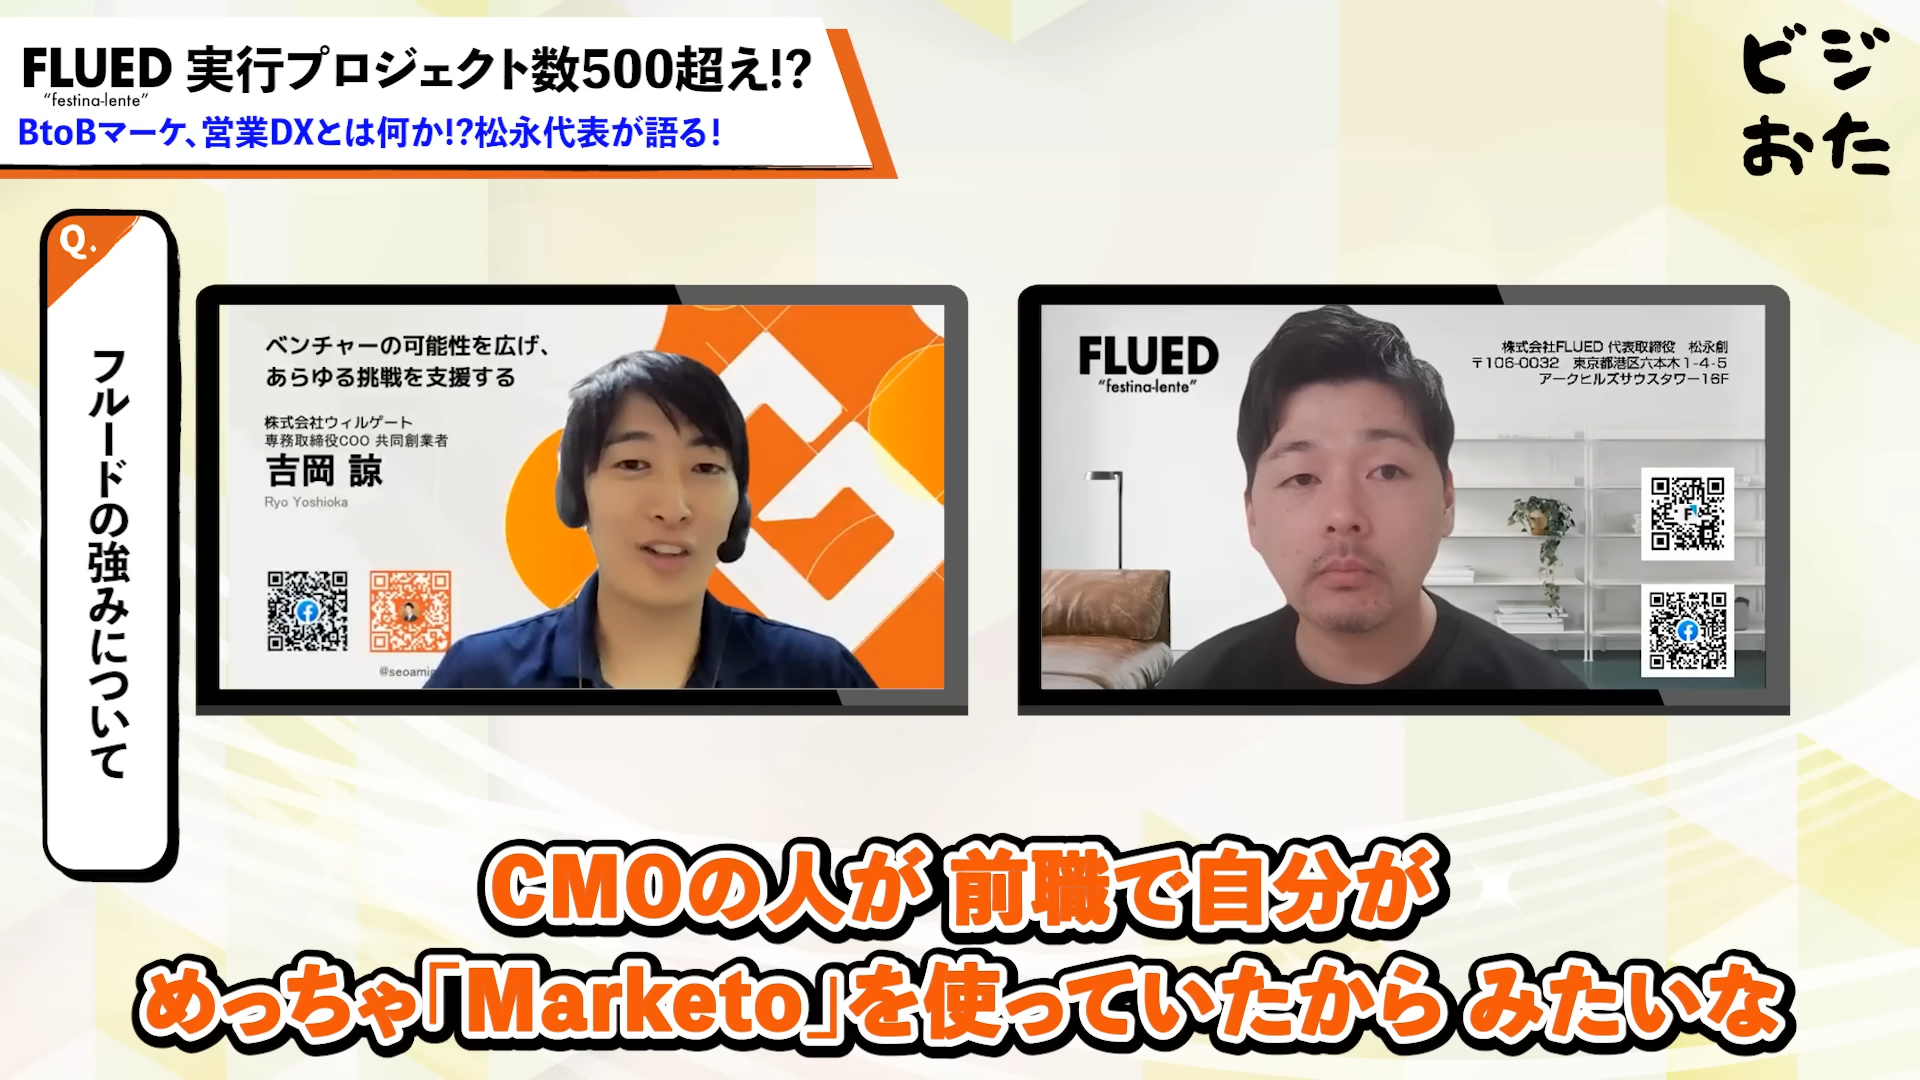 FLUED 実行プロジェクト数500超え!?
"festina-lente"
BtoBマーケ、営業DXとは何か!?松永代表が語る!
ビジ
おた
Q.
フルードの強みについて
ベンチャーの可能性を広げ、
あらゆる挑戦を支援する
株式会社ウィルゲート
専務取締役COO 共同創業者
吉岡 諒
Ryo Yoshioka
FLUED
"festina-lente"
株式会社FLUED 代表取締役 松永創
〒106-0032 東京都港区六本木1-4-5
アークヒルズサウスタワー16F
CMOの人が 前職で自分が
めっちゃ「Marketo」を使っていたから みたいな